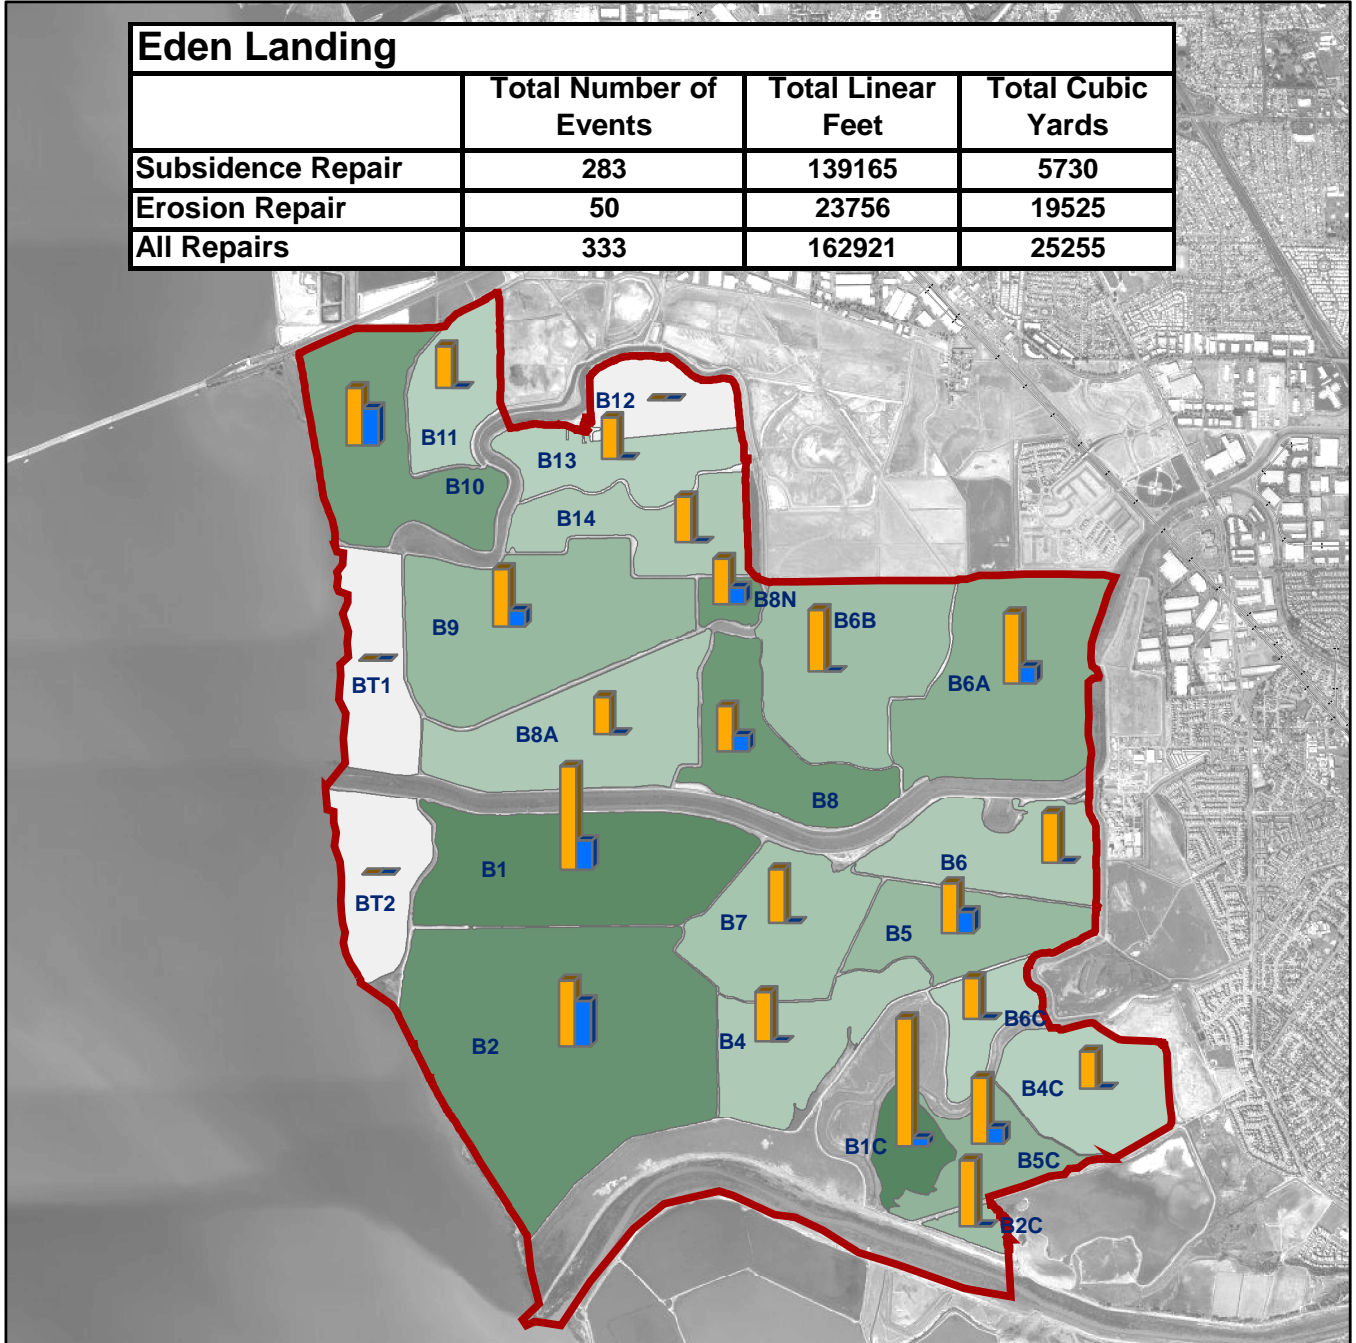 Eden Landing
Total Number of Events Total Linear Feet Total Cubic Yards
Subsidence Repair 283 139165 5730
Erosion Repair 50 23756 19525
All Repairs 333 162921 25255
B12
B11
B13
B10
B14
B8N
B6B
B9
B6A
BT1
B8A
B8
B6
B1
BT2
B7
B5
B6C
B4
B2
B4C
B1C
B5C
B2C